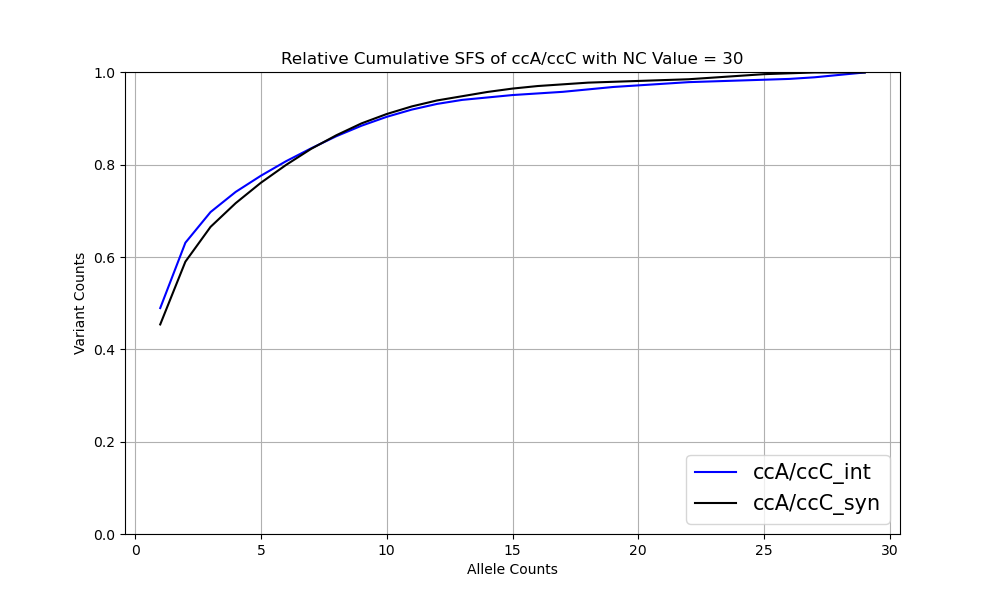 Relative Cumulative SFS of ccA/ccC with NC Value = 30
1.0
0.8
0.6
0.4
0.2
0.0
Variant Counts
ccA/ccC_int
ccA/ccC_syn
0 5 10 15 20 25 30
Allele Counts